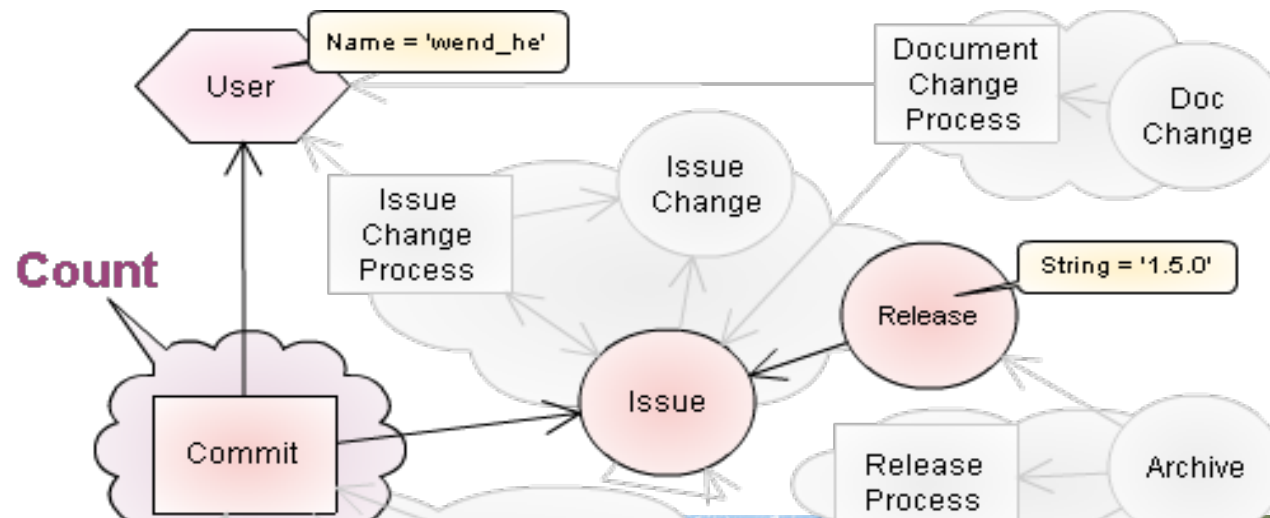 Name = 'wend_he'
User
Document
Change
Process
Doc
Change
Issue
Change
Issue
Change
Process
Count
String = '1.5.0'
Release
Issue
Commit
Release
Process
Archive